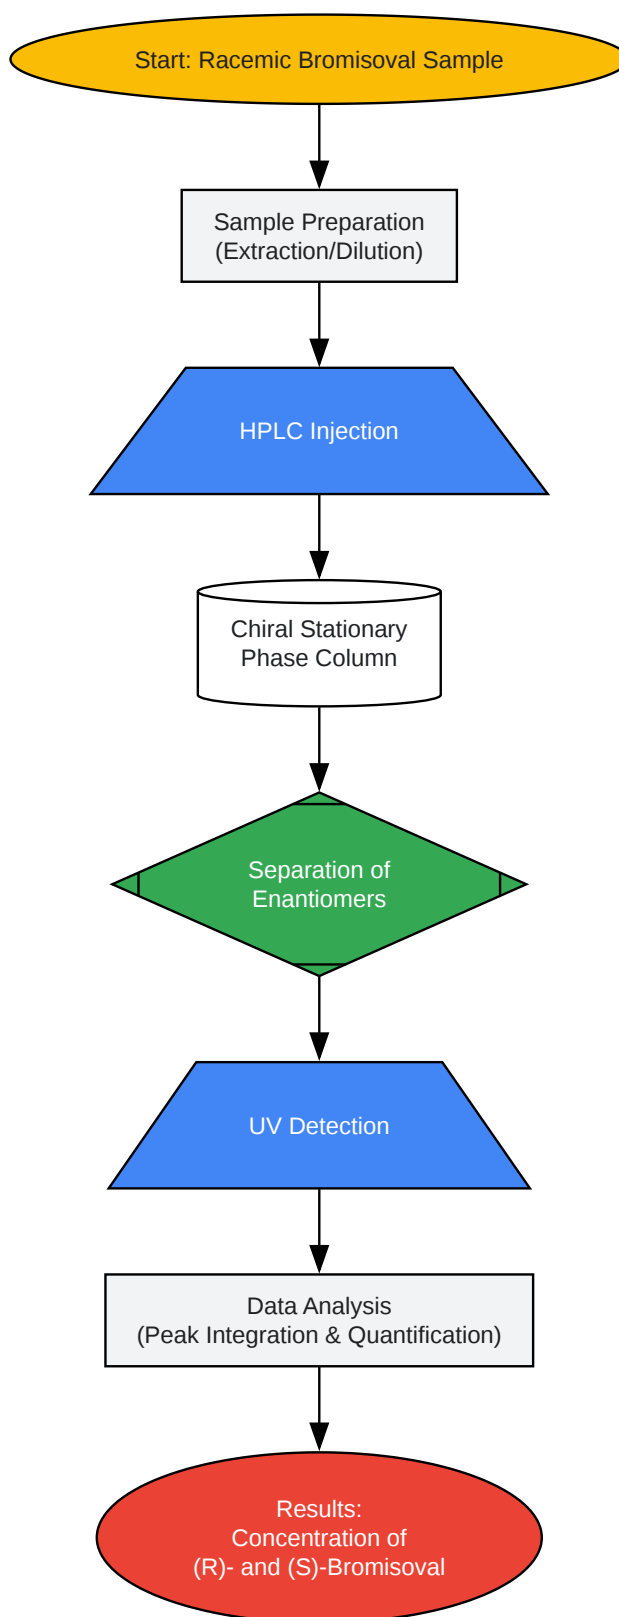 Start: Racemic Bromisoval Sample
Sample Preparation
(Extraction/Dilution)
HPLC Injection
Chiral Stationary
Phase Column
Separation of
Enantiomers
UV Detection
Data Analysis
(Peak Integration & Quantification)
Results:
Concentration of
(R)- and (S)-Bromisoval